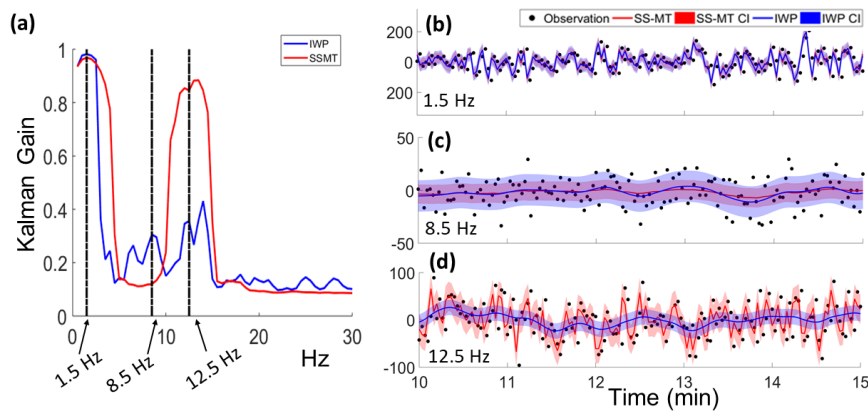 (a)
IWP
SSMT
Kalman Gain
1
0.8
0.6
0.4
0.2
0
0
10
20
30
Hz
1.5 Hz
8.5 Hz
12.5 Hz
(b)
Observation SS-MT SS-MT CI IWP IWP CI
200
0
200
1.5 Hz
(c)
50
0
-50
8.5 Hz
(d)
100
0
-100
12.5 Hz
10 11 12 13 14 15
Time (min)